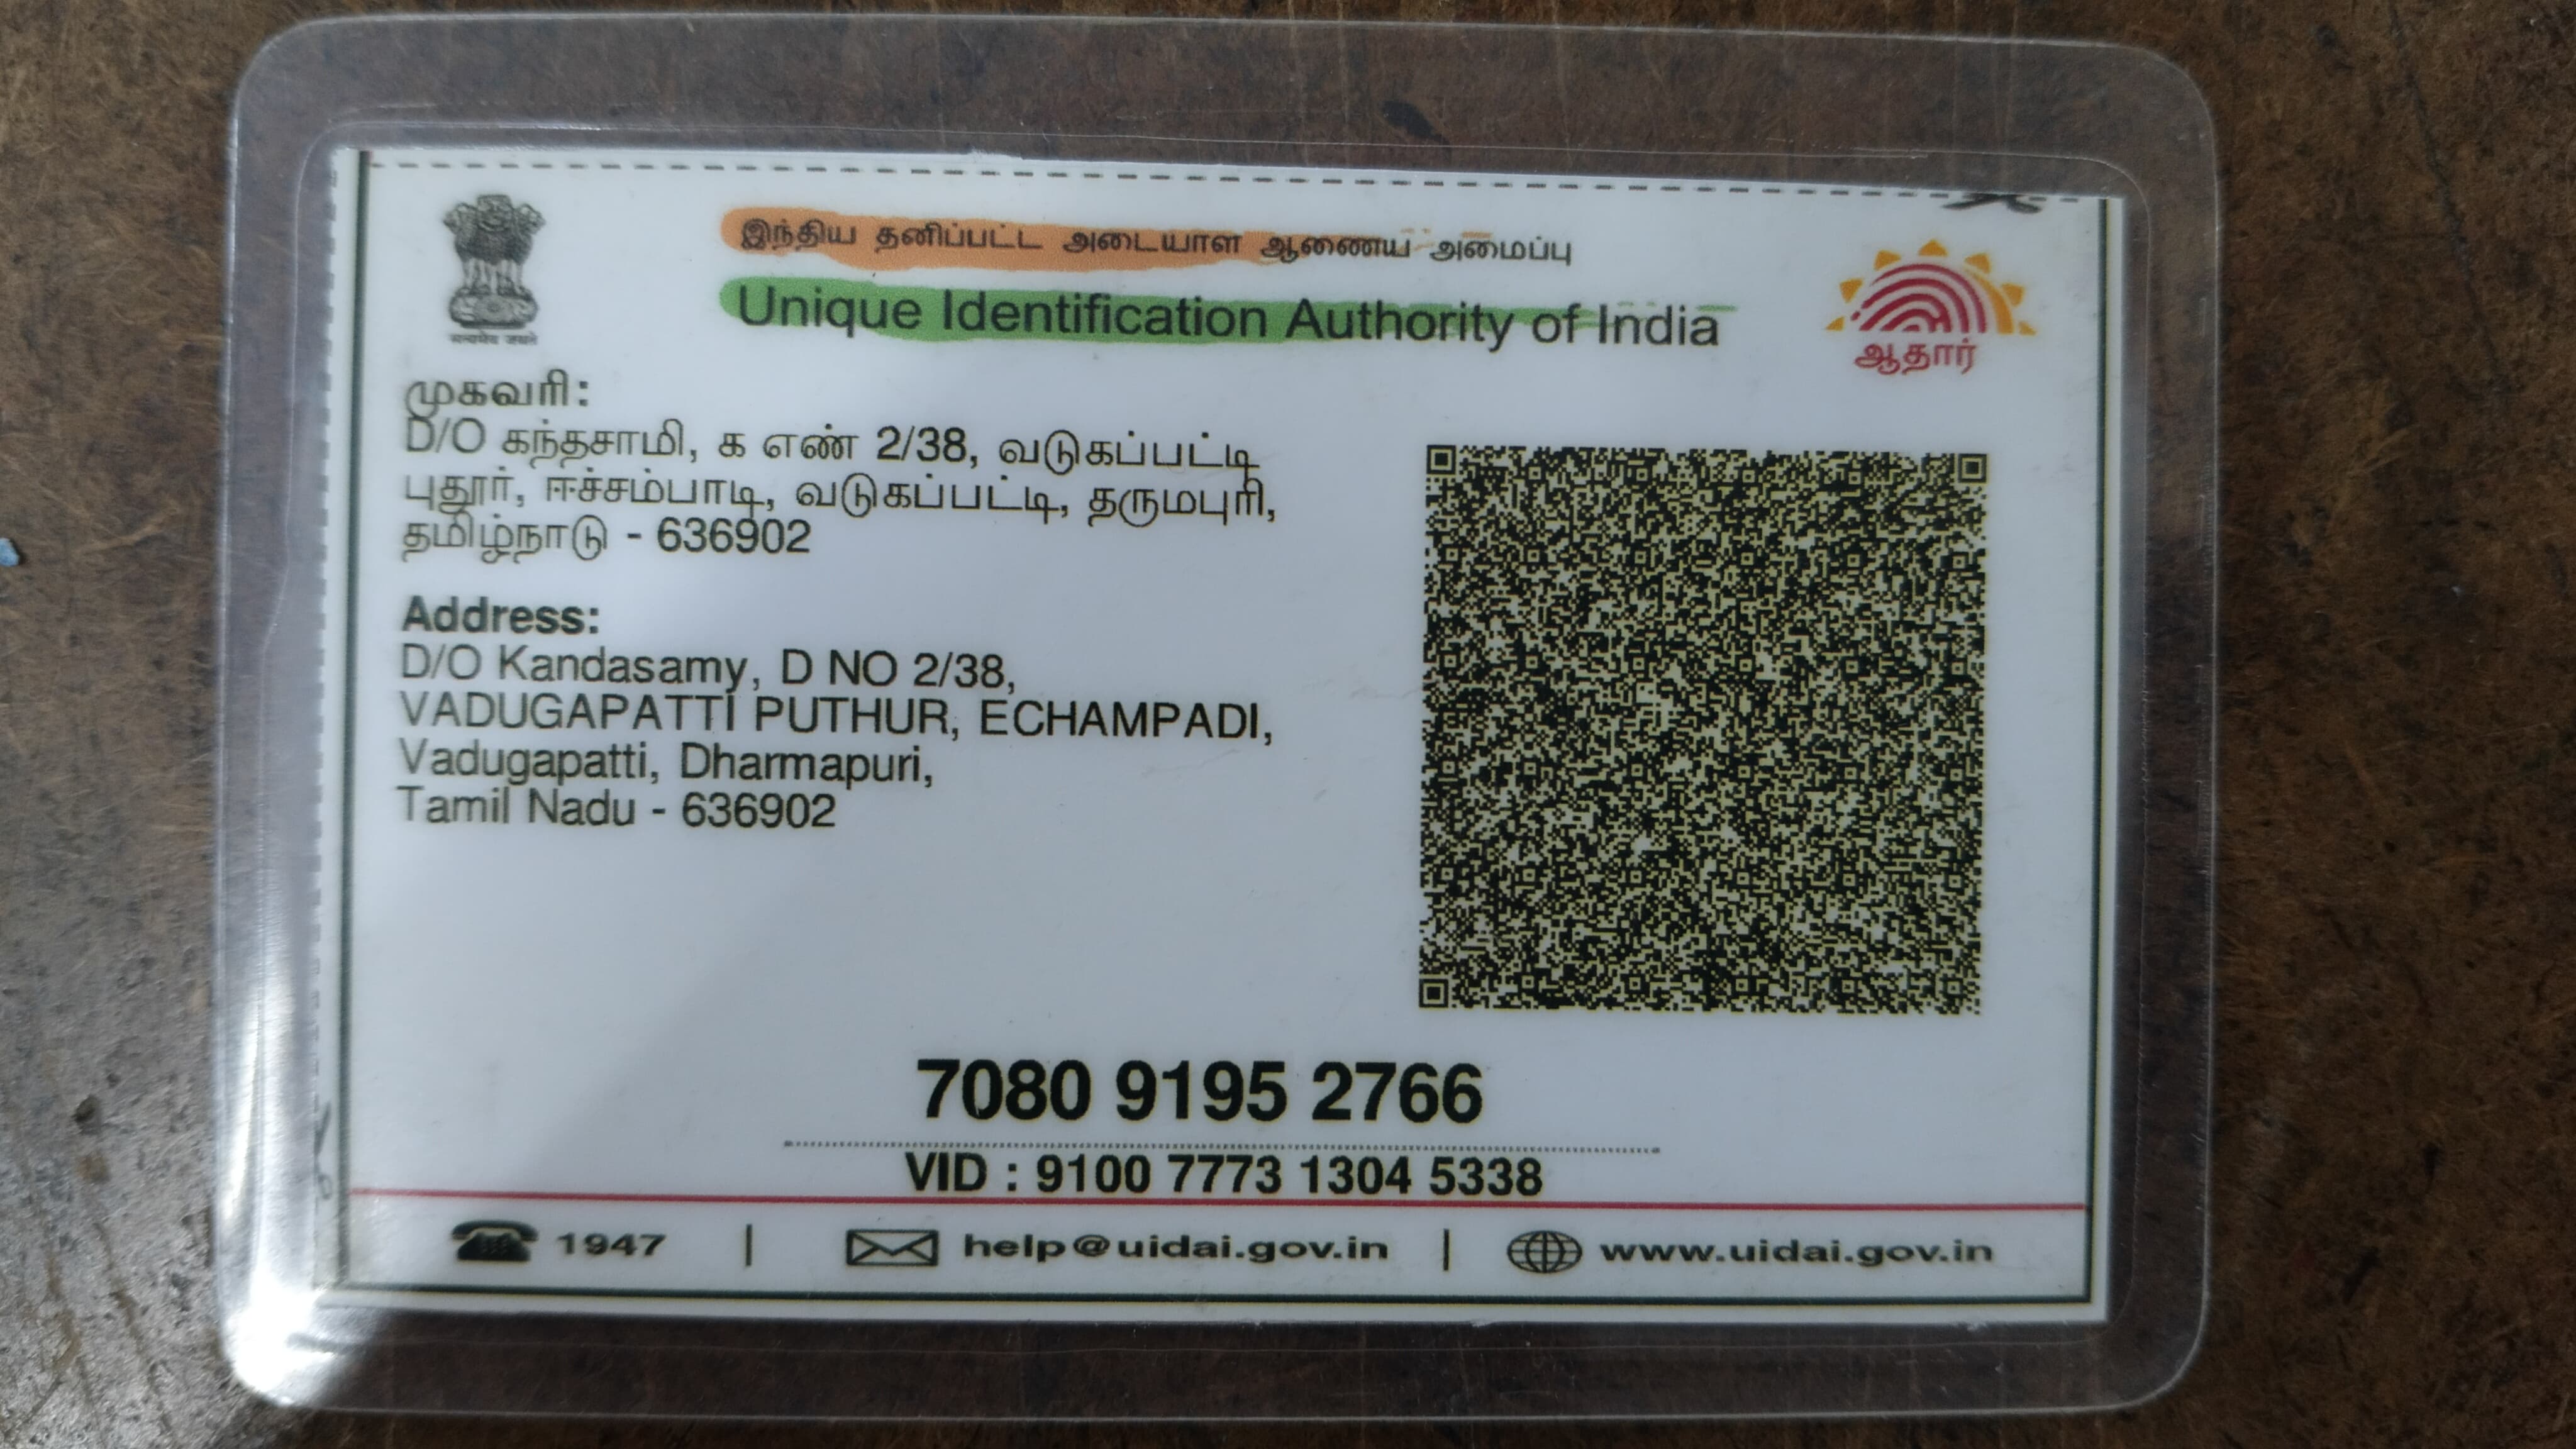 இந்திய தனிப்பட்ட அடையாள ஆணைய அமைப்பு
Unique Identification Authority of India
सत्यमेव जयते
ஆதார்
முகவரி:
D/O கந்தசாமி, க எண் 2/38, வடுகப்பட்டி
புதூர், ஈச்சம்பாடி, வடுகப்பட்டி, தருமபுரி,
தமிழ்நாடு - 636902
Address:
D/O Kandasamy, D NO 2/38,
VADUGAPATTI PUTHUR, ECHAMPADI,
Vadugapatti, Dharmapuri,
Tamil Nadu - 636902
7080 9195 2766
VID : 9100 7773 1304 5338
1947 | help@uidai.gov.in | www.uidai.gov.in